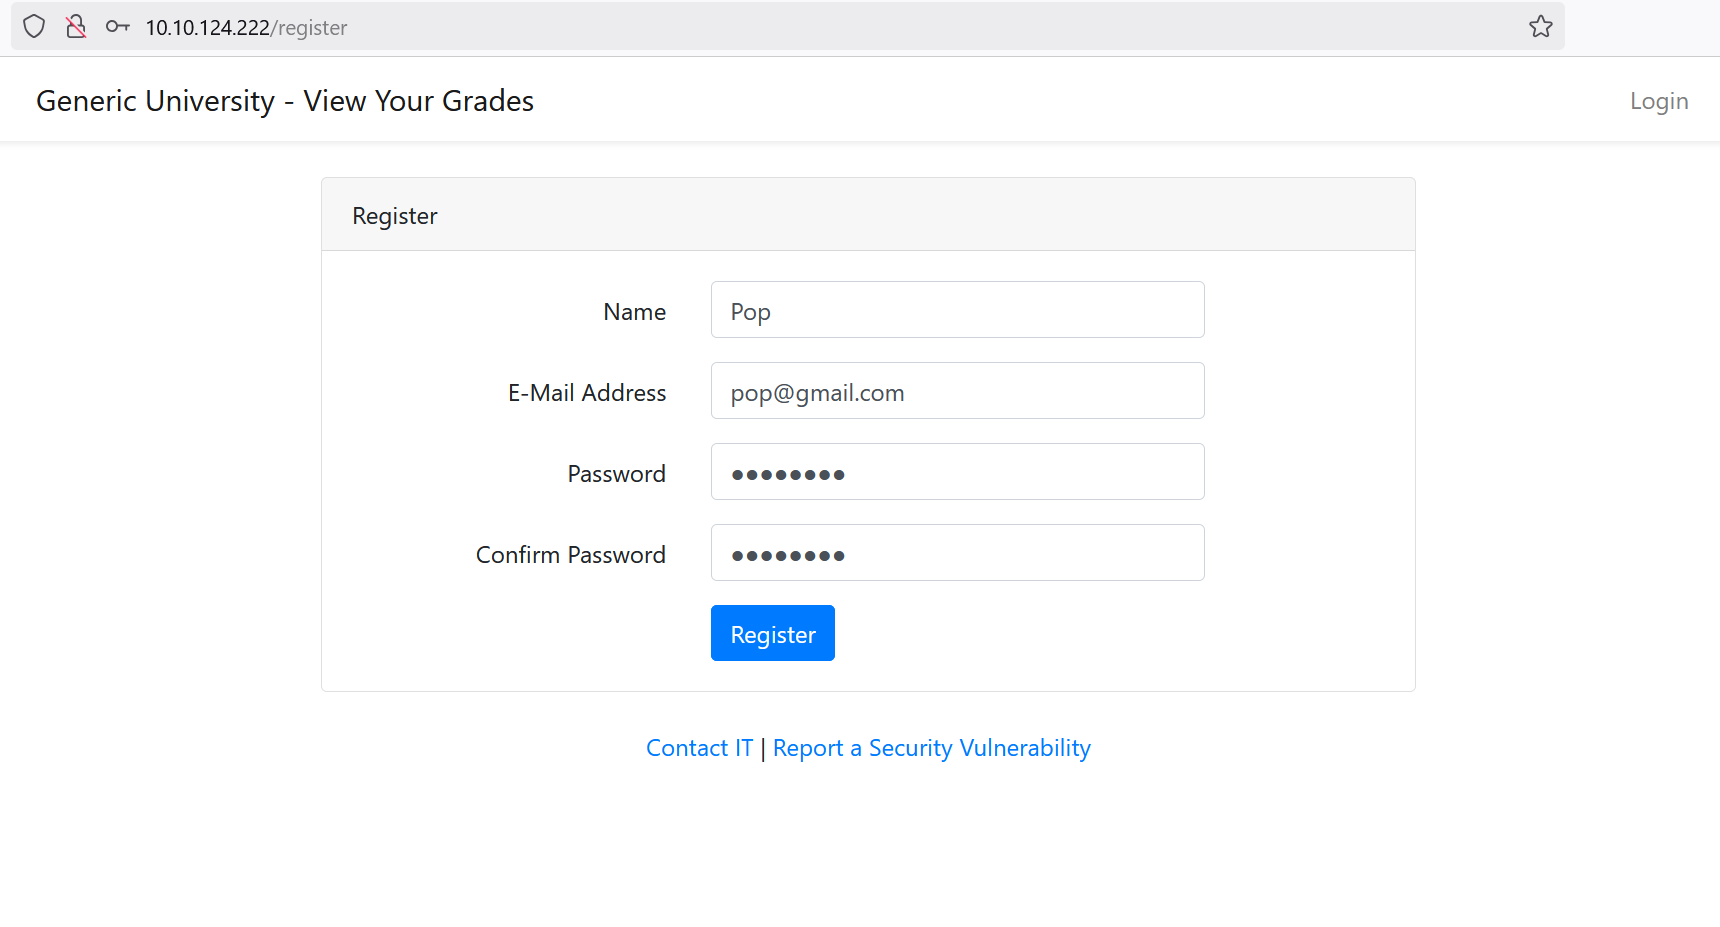 10.10.124.222/register
Generic University - View Your Grades Login
Register
Name Pop
E-Mail Address pop@gmail.com
Password ●●●●●●●●
Confirm Password ●●●●●●●●
Register
Contact IT | Report a Security Vulnerability